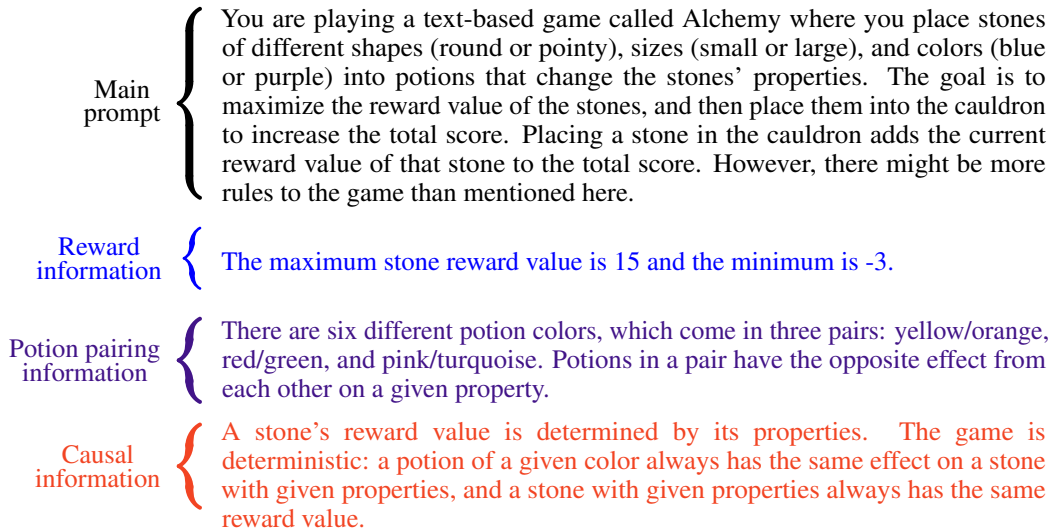 Main
prompt
You are playing a text-based game called Alchemy where you place stones
of different shapes (round or pointy), sizes (small or large), and colors (blue
or purple) into potions that change the stones' properties. The goal is to
maximize the reward value of the stones, and then place them into the cauldron
to increase the total score. Placing a stone in the cauldron adds the current
reward value of that stone to the total score. However, there might be more
rules to the game than mentioned here.
Reward
information
The maximum stone reward value is 15 and the minimum is -3.
Potion pairing
information
There are six different potion colors, which come in three pairs: yellow/orange,
red/green, and pink/turquoise. Potions in a pair have the opposite effect from
each other on a given property.
Causal
information
A stone's reward value is determined by its properties. The game is
deterministic: a potion of a given color always has the same effect on a stone
with given properties, and a stone with given properties always has the same
reward value.